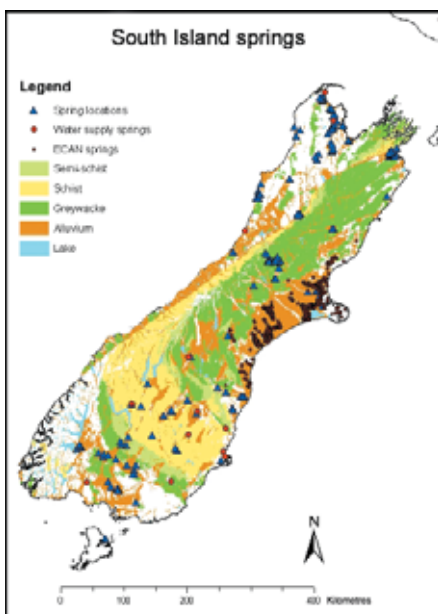 South Island springs
Legend
Spring locations
Water supply springs
ECAN springs
Semi-schist
Schist
Greywacke
Alluvium
Lake
N
0 100 200 400 Kilometres